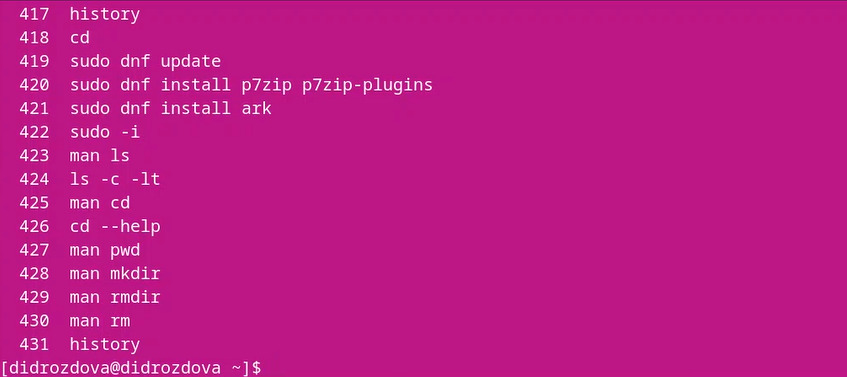 417 history
418 cd
419 sudo dnf update
420 sudo dnf install p7zip p7zip-plugins
421 sudo dnf install ark
422 sudo -i
423 man ls
424 ls -c -lt
425 man cd
426 cd --help
427 man pwd
428 man mkdir
429 man rmdir
430 man rm
431 history
[didrozdova@didrozdova ~]$